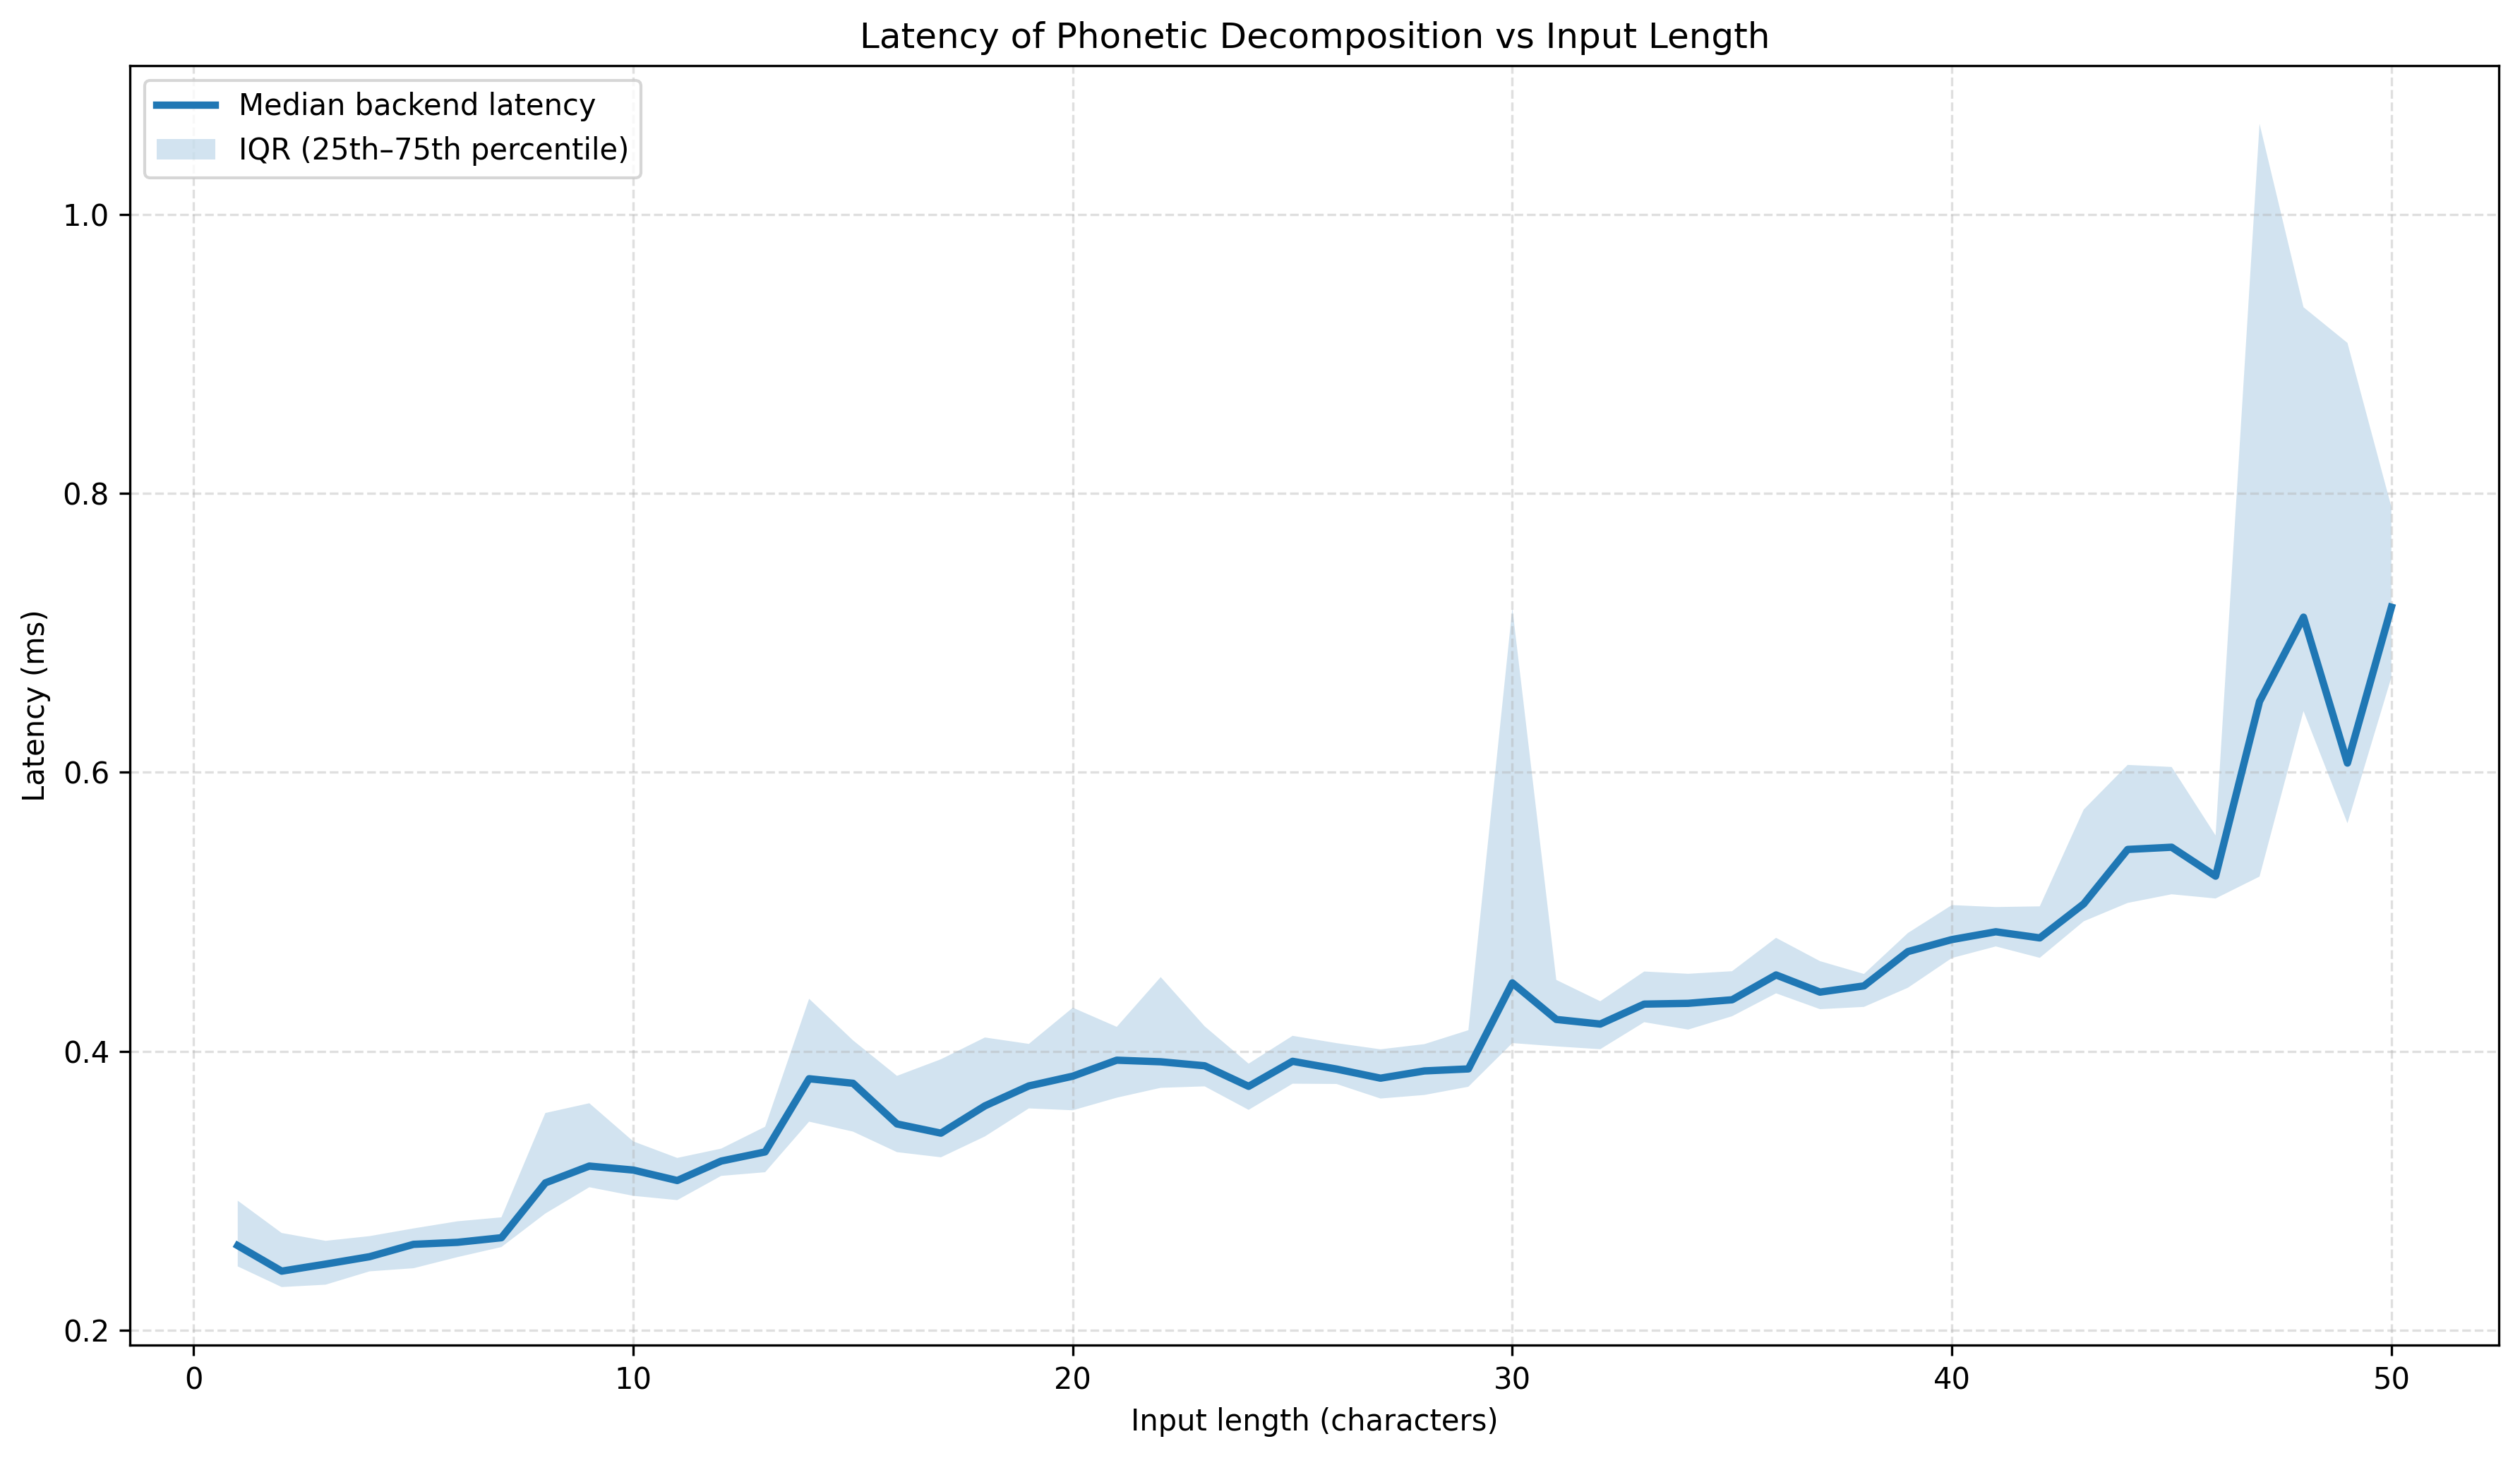 Latency of Phonetic Decomposition vs Input Length
Median backend latency
IQR (25th–75th percentile)
1.0
0.8
0.6
0.4
0.2
Latency (ms)
0 10 20 30 40 50
Input length (characters)